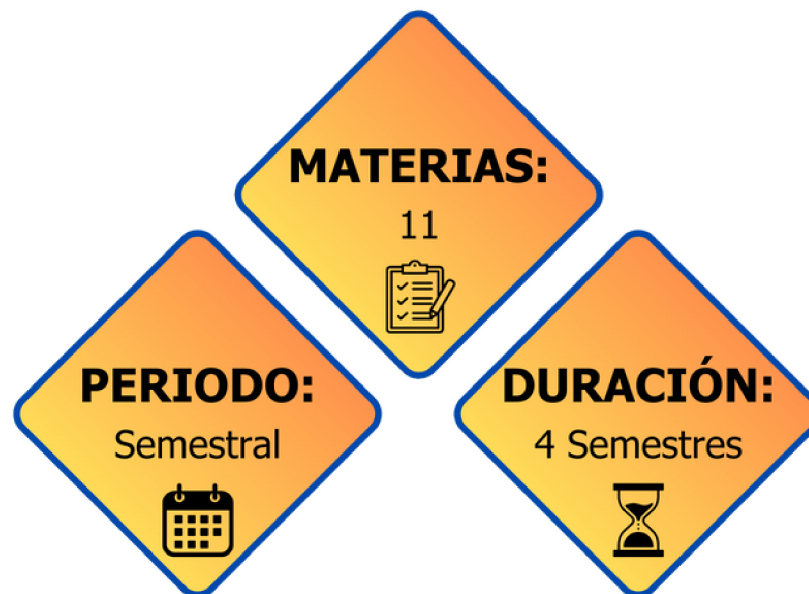 MATERIAS:
11
PERIODO:
Semestral
DURACIÓN:
4 Semestres